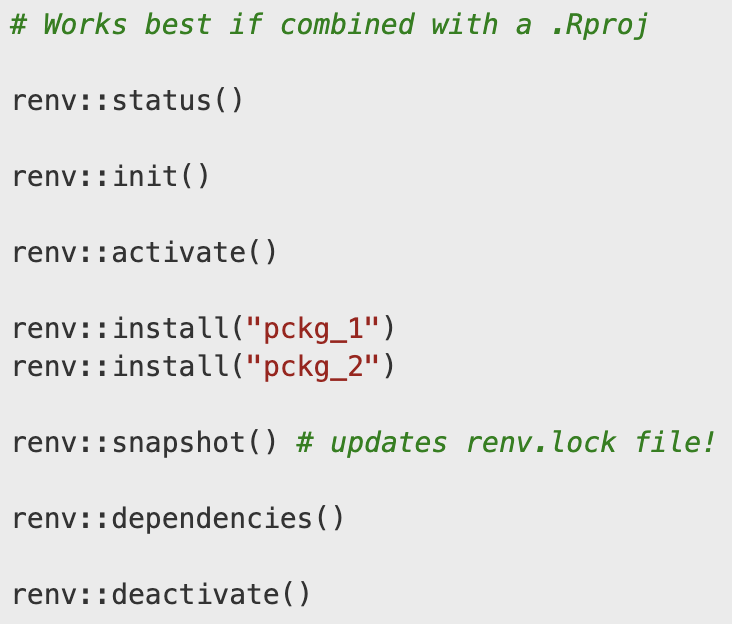 # Works best if combined with a .Rproj
renv::status()
renv::init()
renv::activate()
renv::install("pckg_1")
renv::install("pckg_2")
renv::snapshot() # updates renv.lock file!
renv::dependencies()
renv::deactivate()